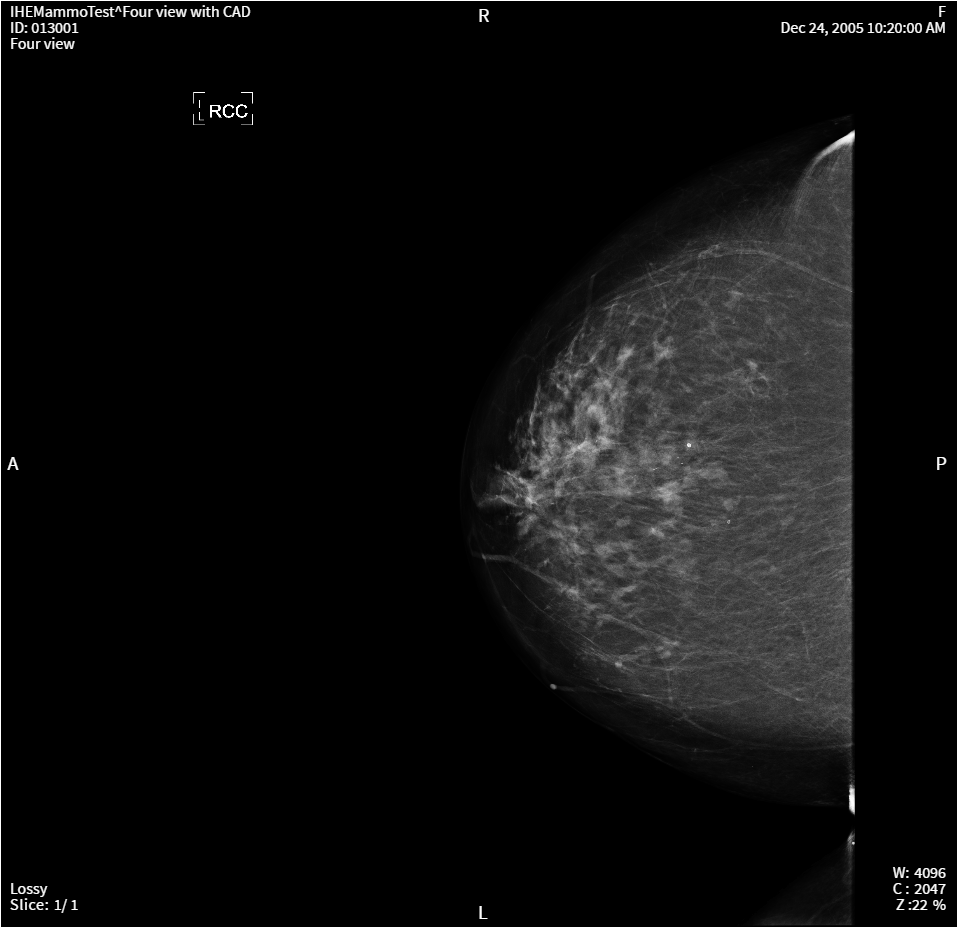 IHEMammoTest^Four view with CAD
ID: 013001
Four view
R
F
Dec 24, 2005 10:20:00 AM
RCC
A
P
Lossy
Slice: 1/ 1
L
W: 4096
C : 2047
Z :22 %